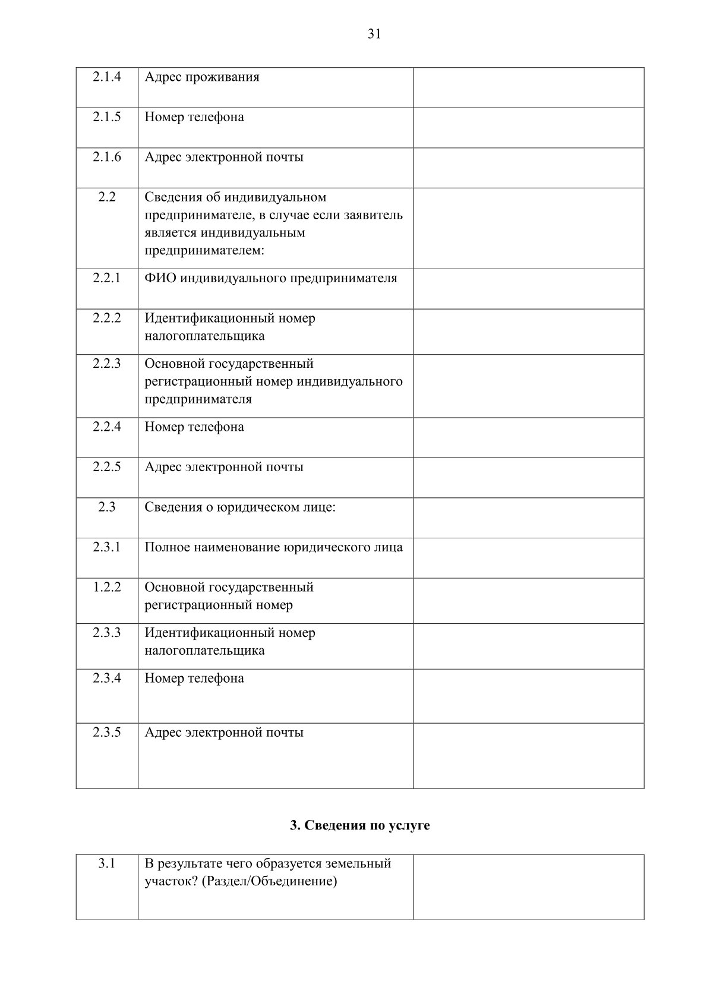 31
2.1.4 Адрес проживания
2.1.5 Номер телефона
2.1.6 Адрес электронной почты
2.2 Сведения об индивидуальном
предпринимателе, в случае если заявитель
является индивидуальным
предпринимателем:
2.2.1 ФИО индивидуального предпринимателя
2.2.2 Идентификационный номер
налогоплательщика
2.2.3 Основной государственный
регистрационный номер индивидуального
предпринимателя
2.2.4 Номер телефона
2.2.5 Адрес электронной почты
2.3 Сведения о юридическом лице:
2.3.1 Полное наименование юридического лица
1.2.2 Основной государственный
регистрационный номер
2.3.3 Идентификационный номер
налогоплательщика
2.3.4 Номер телефона
2.3.5 Адрес электронной почты
3. Сведения по услуге
3.1 В результате чего образуется земельный
участок? (Раздел/Объединение)